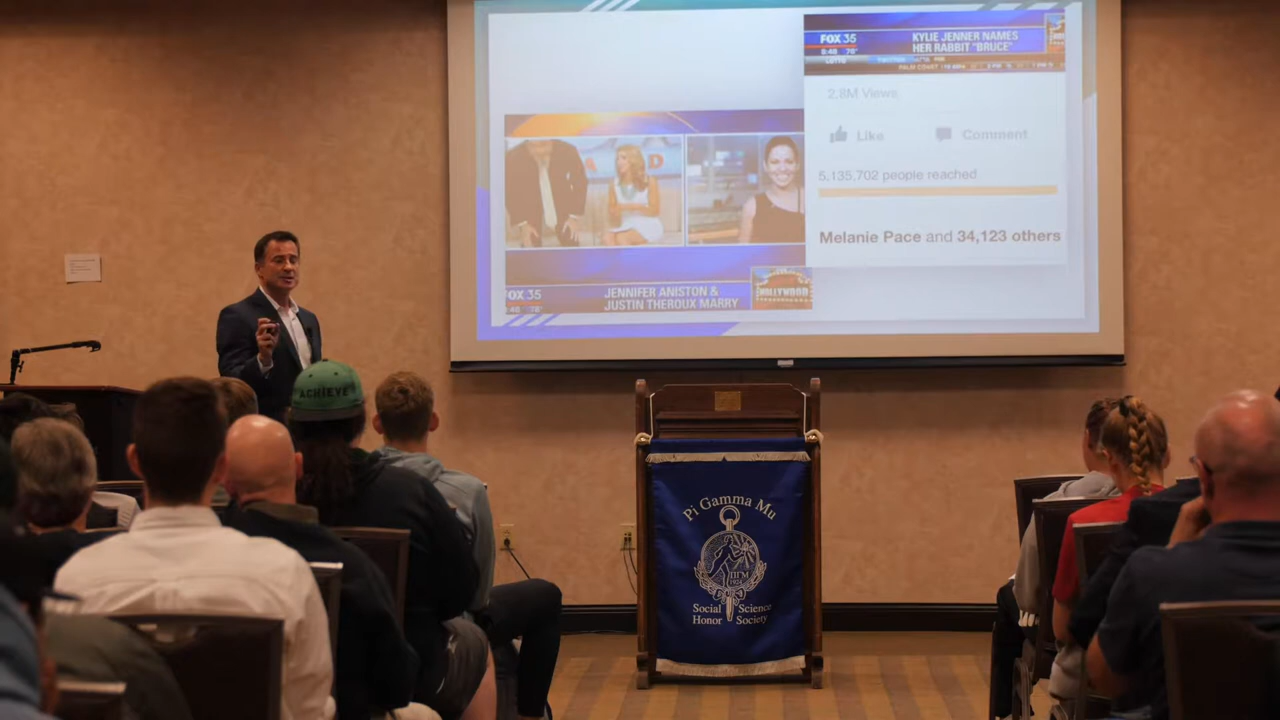 FOX 35
KYLIE JENNER NAMES
HER RABBIT "BRUCE"
2.8M Views
Like Comment
5,135,702 people reached
Melanie Pace and 34,123 others
HOLLYWOOD
FOX 35
JENNIFER ANISTON &
JUSTIN THEROUX MARRY
ACHIEVE
Pi Gamma Mu
ΠΓΜ
1924
Social Science
Honor Society